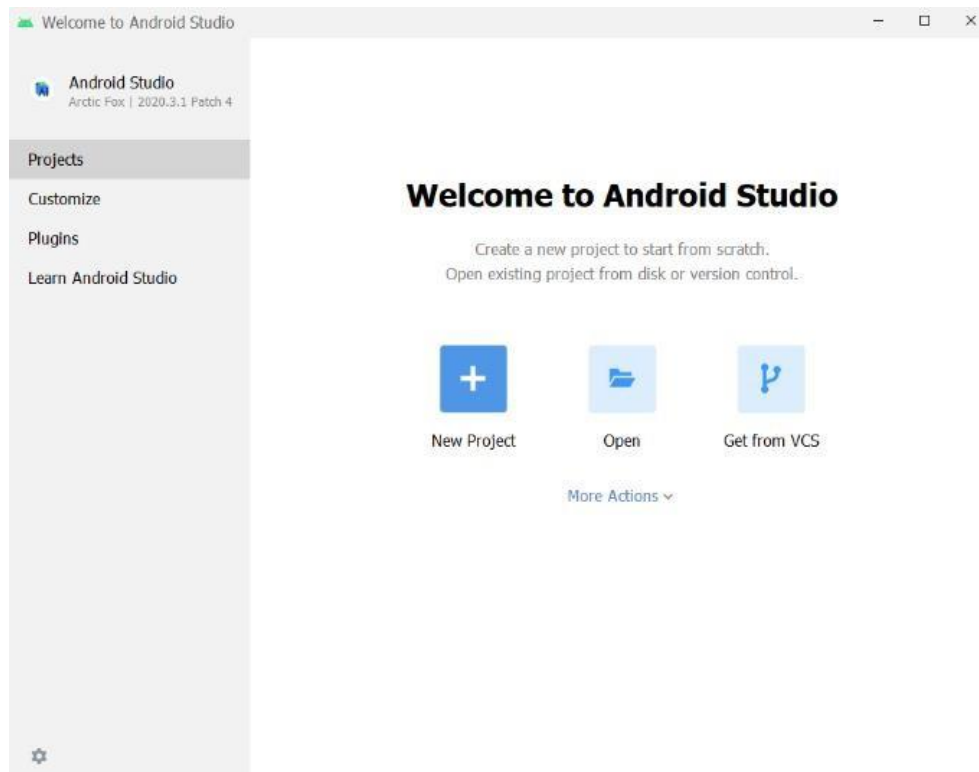 Welcome to Android Studio
Android Studio
Arctic Fox | 2020.3.1 Patch 4
Projects
Customize
Plugins
Learn Android Studio
Welcome to Android Studio
Create a new project to start from scratch.
Open existing project from disk or version control.
New Project
Open
Get from VCS
More Actions